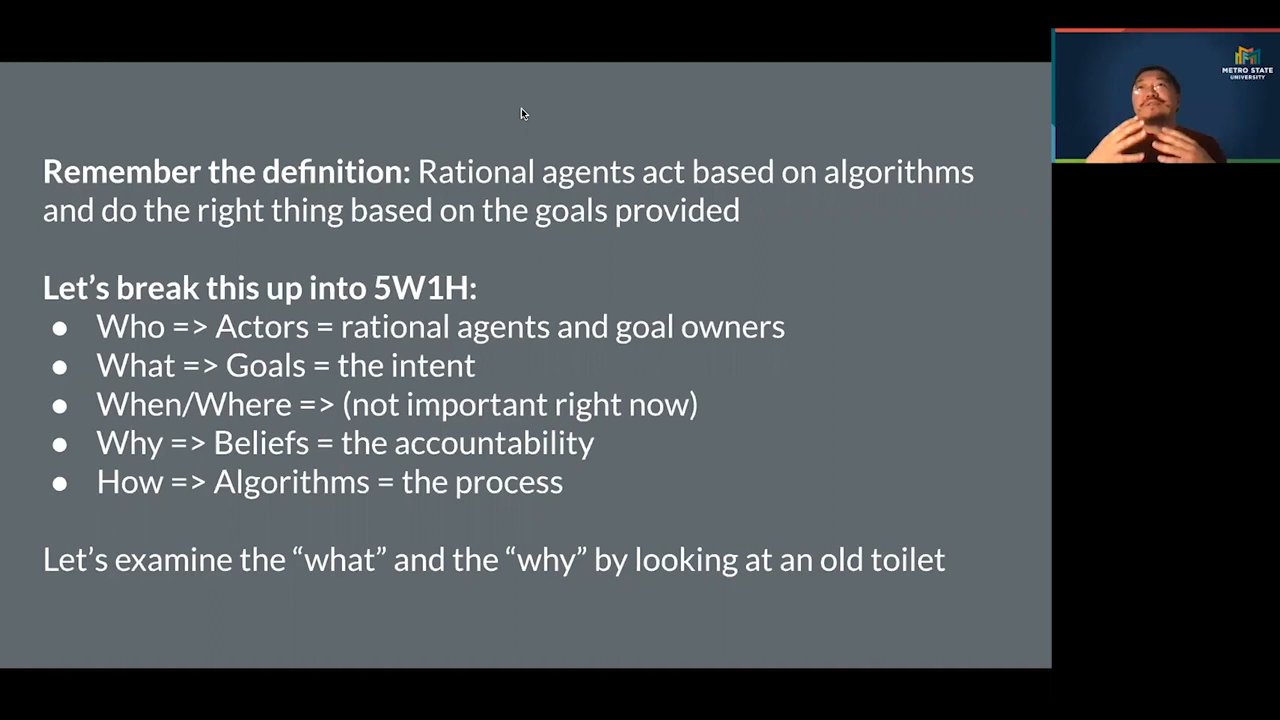 METRO STATE
UNIVERSITY
Remember the definition: Rational agents act based on algorithms
and do the right thing based on the goals provided
Let’s break this up into 5W1H:
● Who => Actors = rational agents and goal owners
● What => Goals = the intent
● When/Where => (not important right now)
● Why => Beliefs = the accountability
● How => Algorithms = the process
Let’s examine the “what” and the “why” by looking at an old toilet